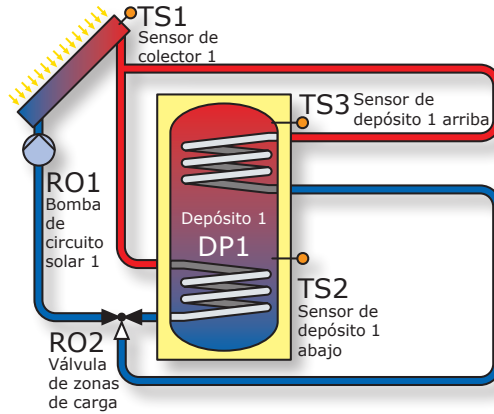 TS1
Sensor de
colector 1
TS3 Sensor de
depósito 1 arriba
RO1
Bomba
de
circuito
solar 1
Depósito 1
DP1
TS2
Sensor de
depósito 1
abajo
RO2
Válvula
de zonas
de carga